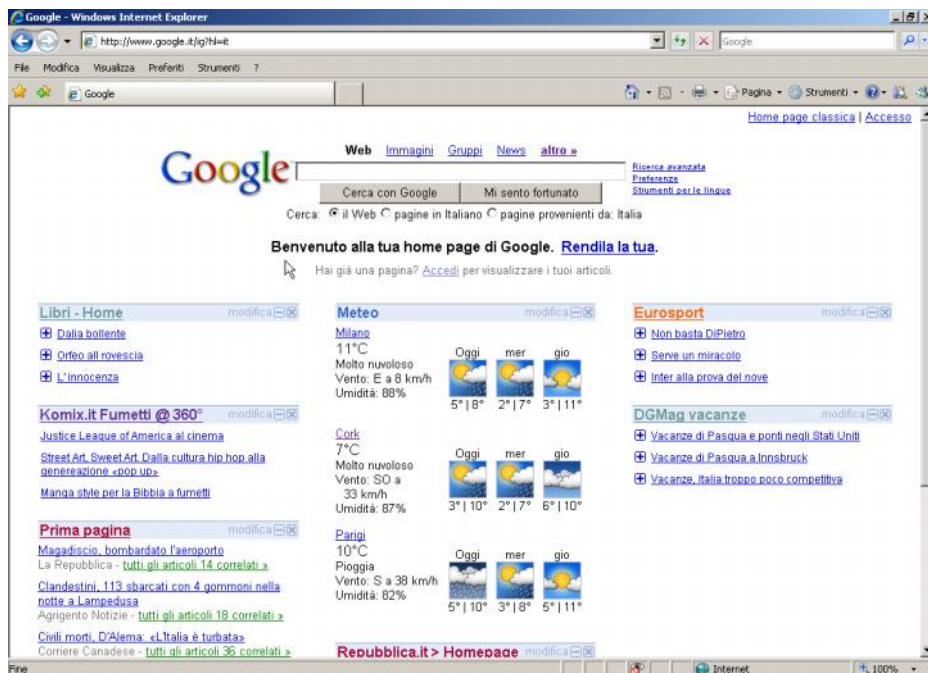 Google - Windows Internet Explorer
http://www.google.it/ig?hl=it
Google
File Modifica Visualizza Preferiti Strumenti ?
Google
Pagina Strumenti
Home page classica | Accesso
Google
Web Immagini Gruppi News altro »
Ricerca avanzata
Preferenze
Strumenti per le lingue
Cerca con Google Mi sento fortunato
Cerca: il Web pagine in Italiano pagine provenienti da: Italia
Benvenuto alla tua home page di Google. Rendila la tua.
Hai già una pagina? Accedi per visualizzare i tuoi articoli.
Libri - Home modifica
Dalia bollente
Orfeo all rovescia
L'Innocenza
Komix.it Fumetti @ 360° modifica
Justice League of America al cinema
Street Art, Sweet Art. Dalla cultura hip hop alla
genereazione «pop up»
Manga style per la Bibbia a fumetti
Prima pagina modifica
Magadiscio, bombardato l'aeroporto
La Repubblica - tutti gli articoli 14 correlati »
Clandestini, 113 sbarcati con 4 gommoni nella
notte a Lampedusa
Agrigento Notizie - tutti gli articoli 18 correlati »
Civili morti, D'Alema: «L'Italia è turbata»
Corriere Canadese - tutti gli articoli 36 correlati »
Meteo modifica
Milano
11°C
Molto nuvoloso
Vento: E a 8 km/h
Umidità: 88%
Oggi mer gio
5°|8° 2°|7° 3°|11°
Cork
7°C
Molto nuvoloso
Vento: SO a
33 km/h
Umidità: 87%
Oggi mer gio
3°|10° 2°|7° 6°|10°
Parigi
10°C
Pioggia
Vento: S a 38 km/h
Umidità: 82%
Oggi mer gio
5°|10° 3°|8° 5°|11°
Repubblica.it > Homepage modifica
Eurosport modifica
Non basta DiPietro
Serve un miracolo
Inter alla prova del nove
DGMag vacanze modifica
Vacanze di Pasqua e ponti negli Stati Uniti
Vacanze di Pasqua a Innsbruck
Vacanze, Italia troppo poco competitiva
Fine Internet 100%